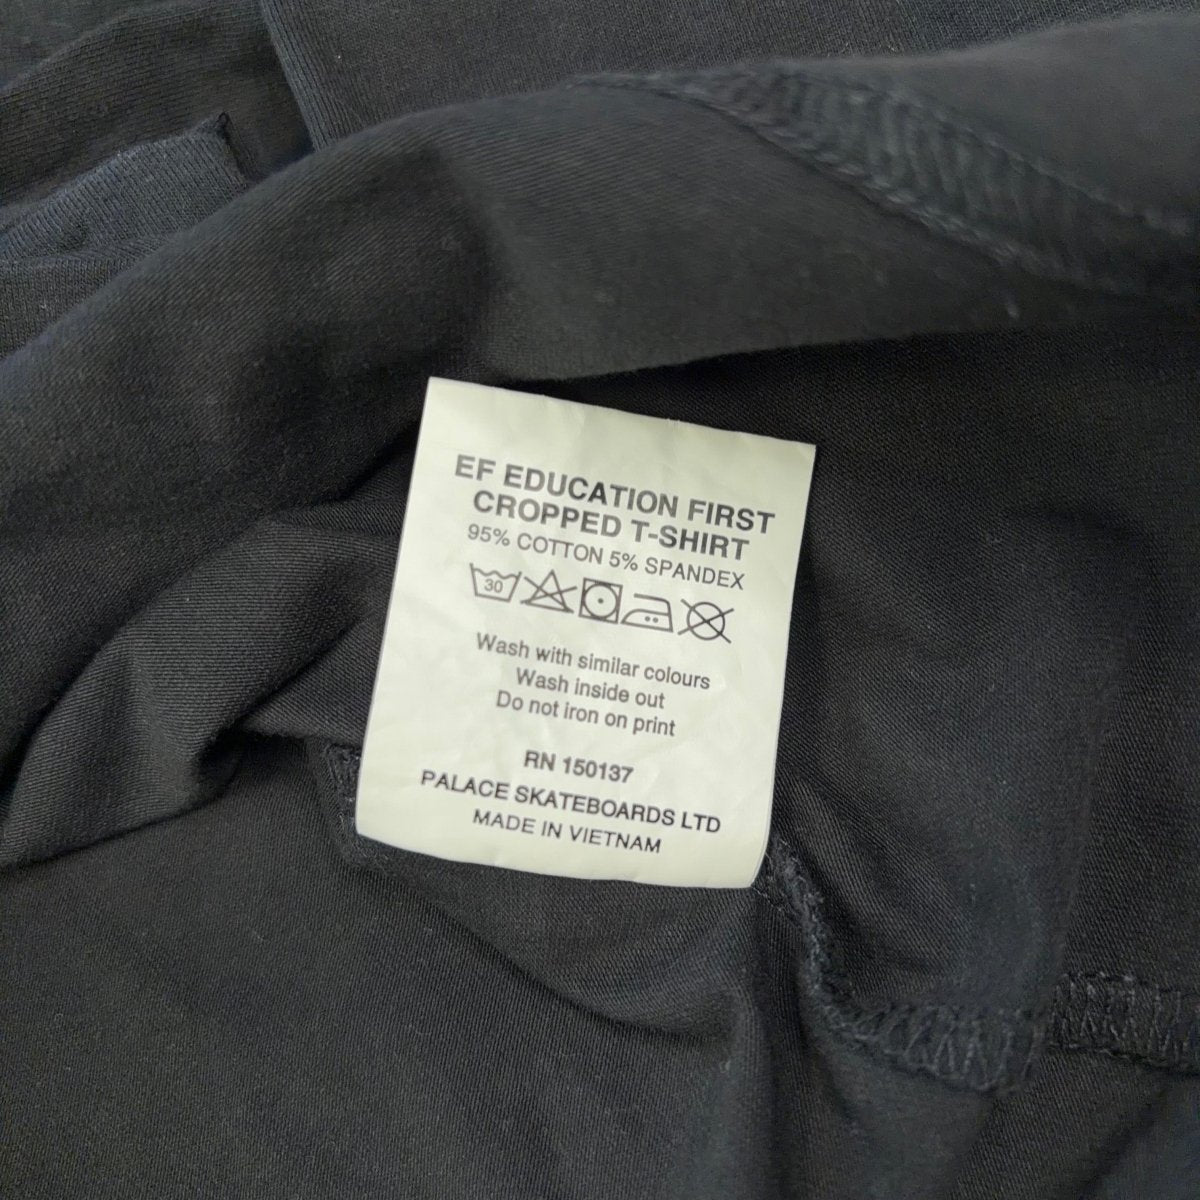 EF EDUCATION FIRST
CROPPED T-SHIRT
95% COTTON 5% SPANDEX
30
Wash with similar colours
Wash inside out
Do not iron on print
RN 150137
PALACE SKATEBOARDS LTD
MADE IN VIETNAM